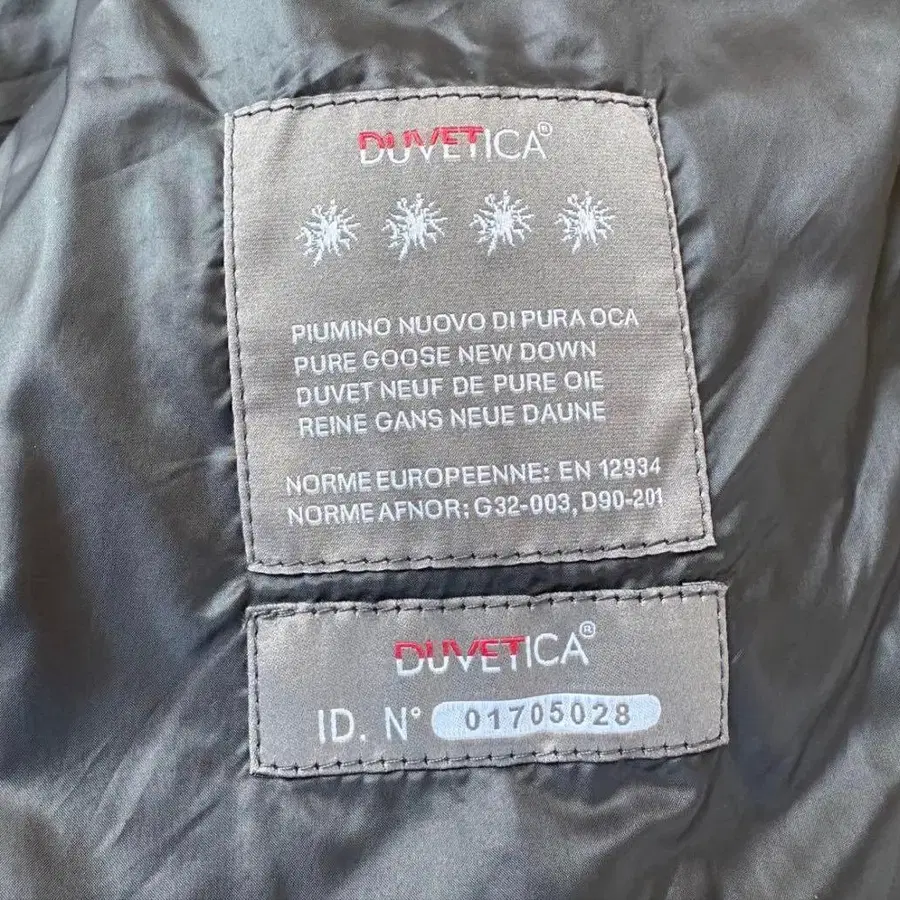 DUVETICA®
PIUMINO NUOVO DI PURA OCA
PURE GOOSE NEW DOWN
DUVET NEUF DE PURE OIE
REINE GANS NEUE DAUNE
NORME EUROPEENNE: EN 12934
NORME AFNOR: G32-003, D90-201
DUVETICA®
ID. N° 01705028